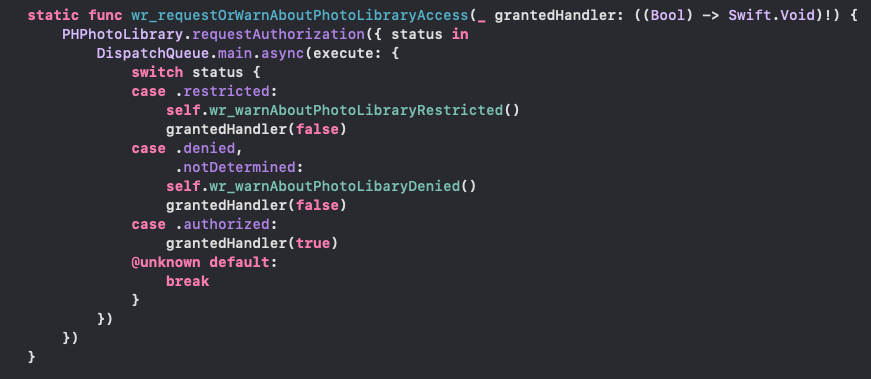 static func wr_requestOrWarnAboutPhotoLibraryAccess(_ grantedHandler: ((Bool) -> Swift.Void)!) {
    PHPhotoLibrary.requestAuthorization({ status in
        DispatchQueue.main.async(execute: {
            switch status {
            case .restricted:
                self.wr_warnAboutPhotoLibraryRestricted()
                grantedHandler(false)
            case .denied,
                 .notDetermined:
                self.wr_warnAboutPhotoLibaryDenied()
                grantedHandler(false)
            case .authorized:
                grantedHandler(true)
            @unknown default:
                break
            }
        })
    })
}